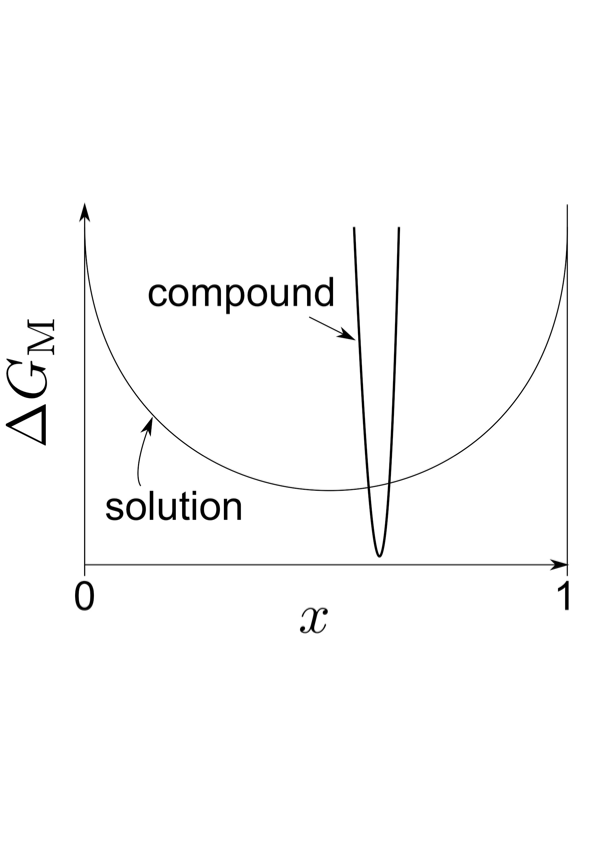 compound
ΔG_M
solution
0
1
x